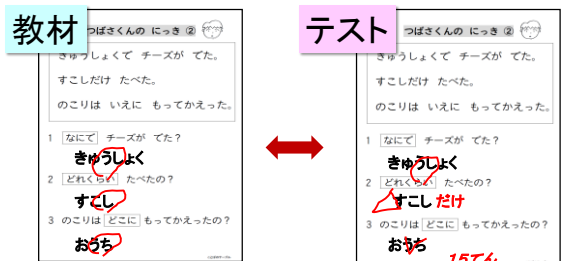 教材
つばさくんの にっき ②
きゅうしょくで チーズが でた。
すこしだけ たべた。
のこりは いえに もってかえった。
1 なにで チーズが でた？
きゅうしょく
2 どれくらい たべたの？
すこし
3 のこりは どこに もってかえったの？
おうち
テスト
つばさくんの にっき ②
きゅうしょくで チーズが でた。
すこしだけ たべた。
のこりは いえに もってかえった。
1 なにで チーズが でた？
きゅうしょく
2 どれくらい たべたの？
すこし だけ
3 のこりは どこに もってかえったの？
おうち
15てん